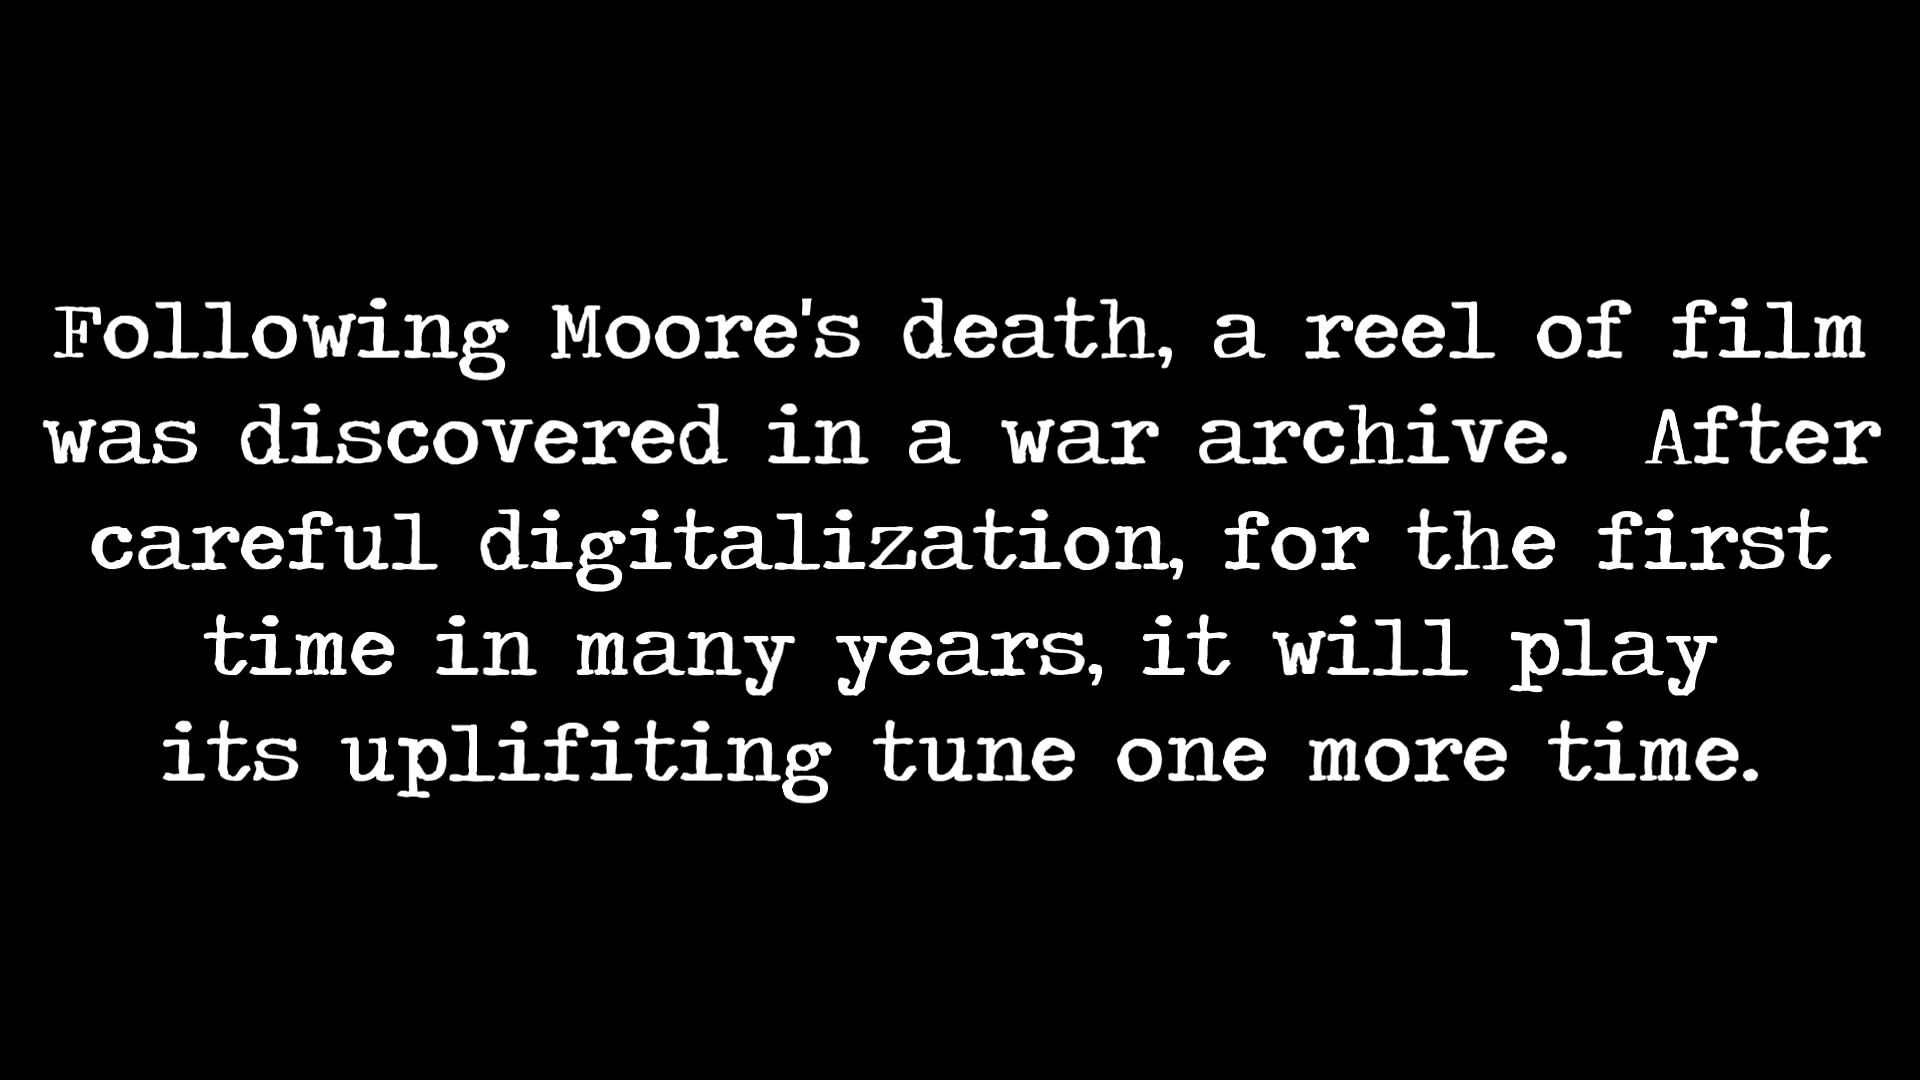 Following Moore's death, a reel of film
was discovered in a war archive.  After
careful digitalization, for the first
time in many years, it will play
its uplifiting tune one more time.